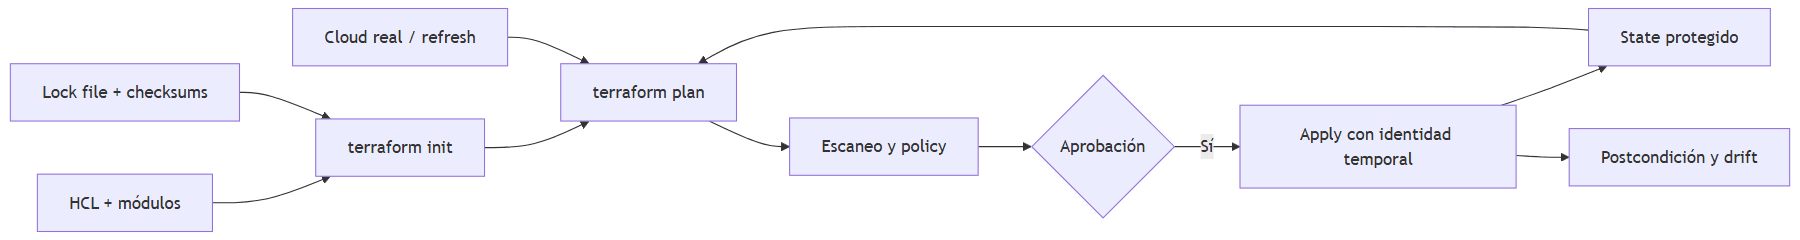 Cloud real / refresh
State protegido
Lock file + checksums
terraform plan
terraform init
Escaneo y policy
Aprobación
Sí
Apply con identidad
temporal
Postcondición y drift
HCL + módulos